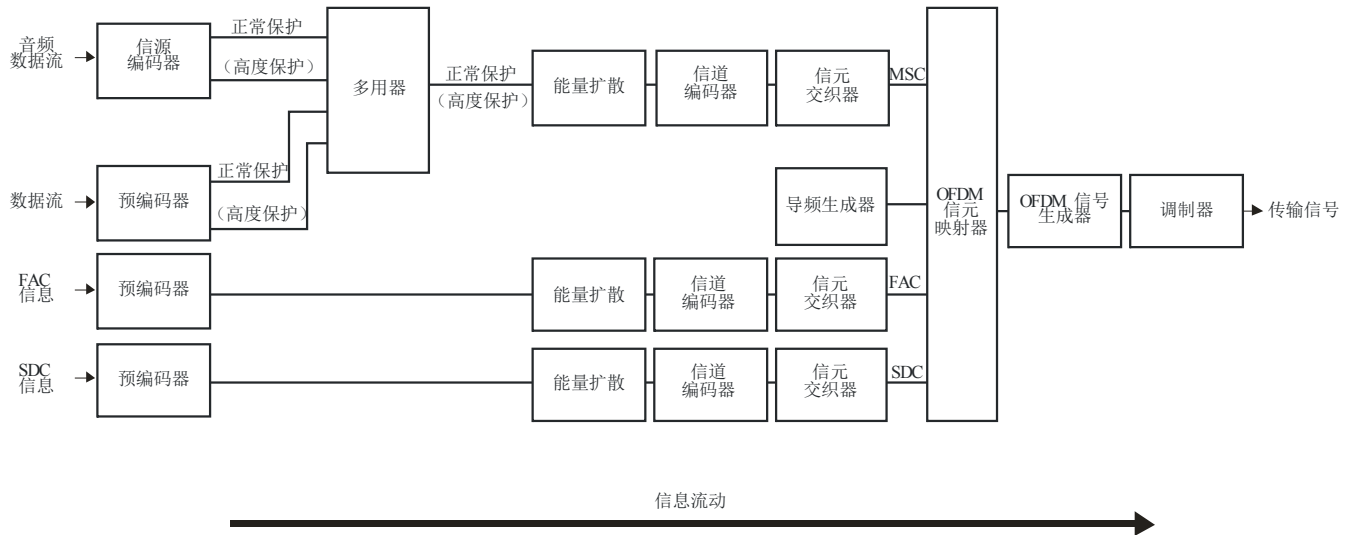 音频
数据流
信源
编码器
正常保护
（高度保护）
多用器
正常保护
（高度保护）
能量扩散
信道
编码器
信元
交织器
MSC
数据流
预编码器
正常保护
（高度保护）
导频生成器
OFDM
信元
映射器
OFDM 信号
生成器
调制器
传输信号
FAC
信息
预编码器
能量扩散
信道
编码器
信元
交织器
FAC
SDC
信息
预编码器
能量扩散
信道
编码器
信元
交织器
SDC
信息流动